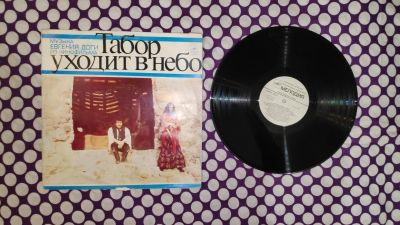 МУЗЫКА
ЕВГЕНИЯ ДОГИ
ИЗ КИНОФИЛЬМА
Табор
уходит в небо
МЕЛОДИЯ